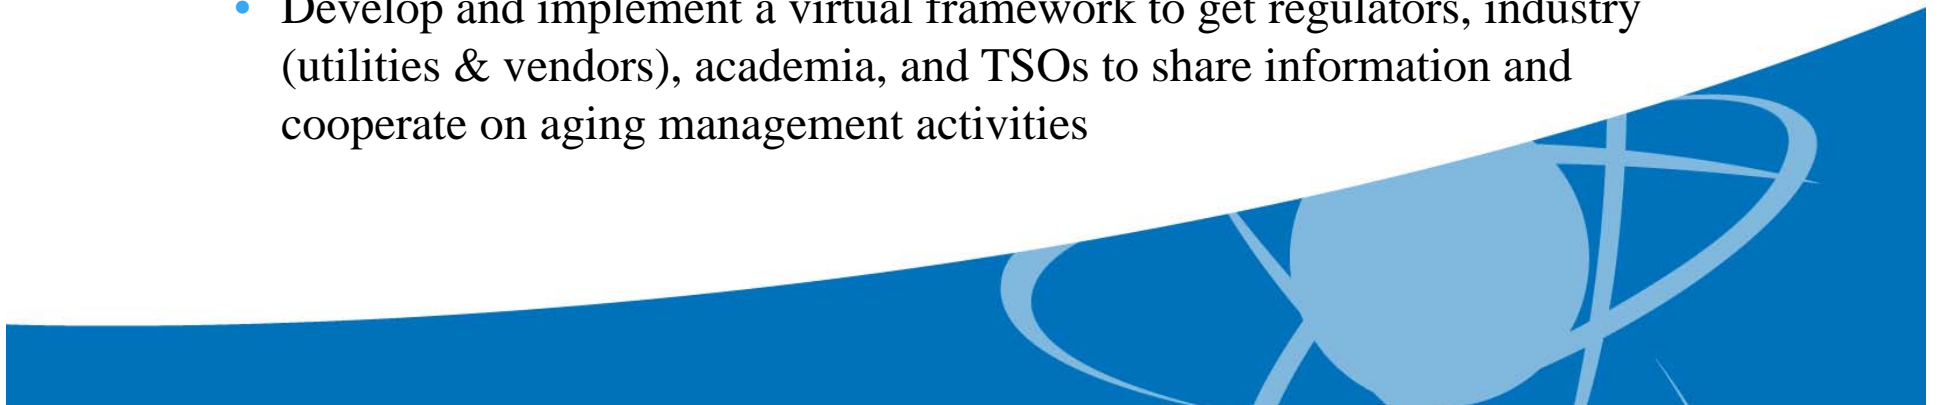 • Develop and implement a virtual framework to get regulators, industry
(utilities & vendors), academia, and TSOs to share information and
cooperate on aging management activities